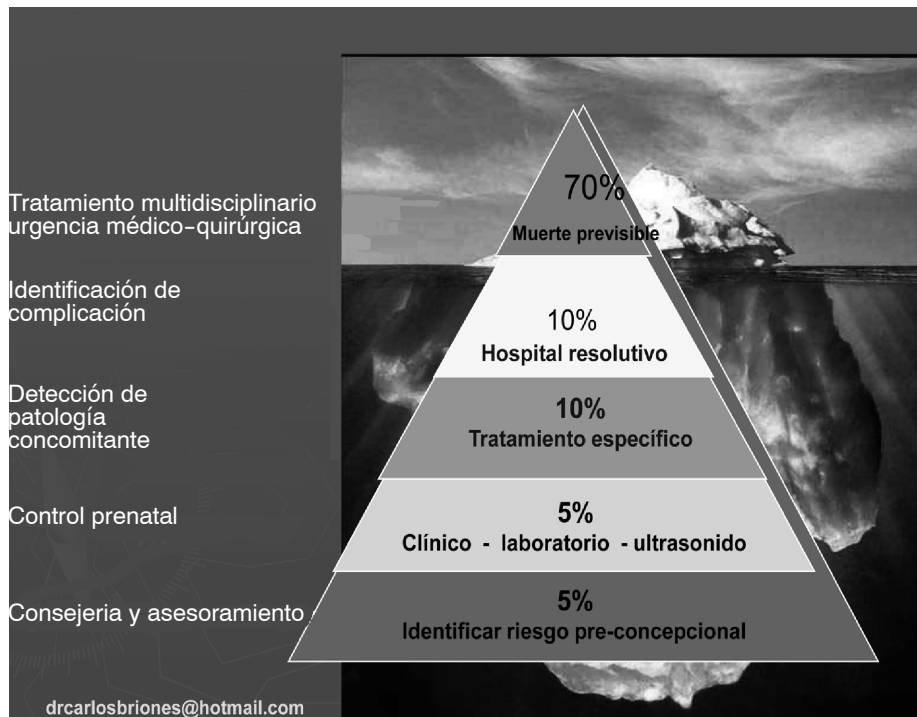 Tratamiento multidisciplinario
urgencia médico-quirúrgica
70%
Muerte previsible
Identificación de
complicación
10%
Hospital resolutivo
Detección de
patología
concomitante
10%
Tratamiento específico
Control prenatal
5%
Clínico - laboratorio - ultrasonido
Consejeria y asesoramiento
5%
Identificar riesgo pre-concepcional
drcarlosbriones@hotmail.com